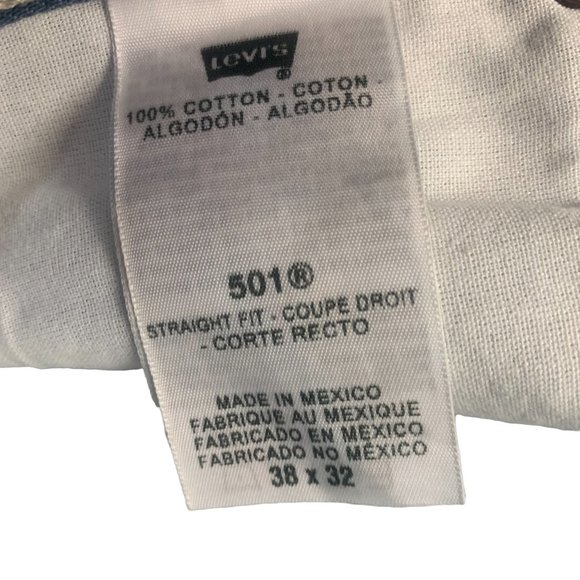 Levi's
®
100% COTTON - COTON -
ALGODÓN - ALGODÃO
501®
STRAIGHT FIT - COUPE DROIT
- CORTE RECTO
MADE IN MEXICO
FABRIQUE AU MEXIQUE
FABRICADO EN MÉXICO
FABRICADO NO MÉXICO
38 x 32